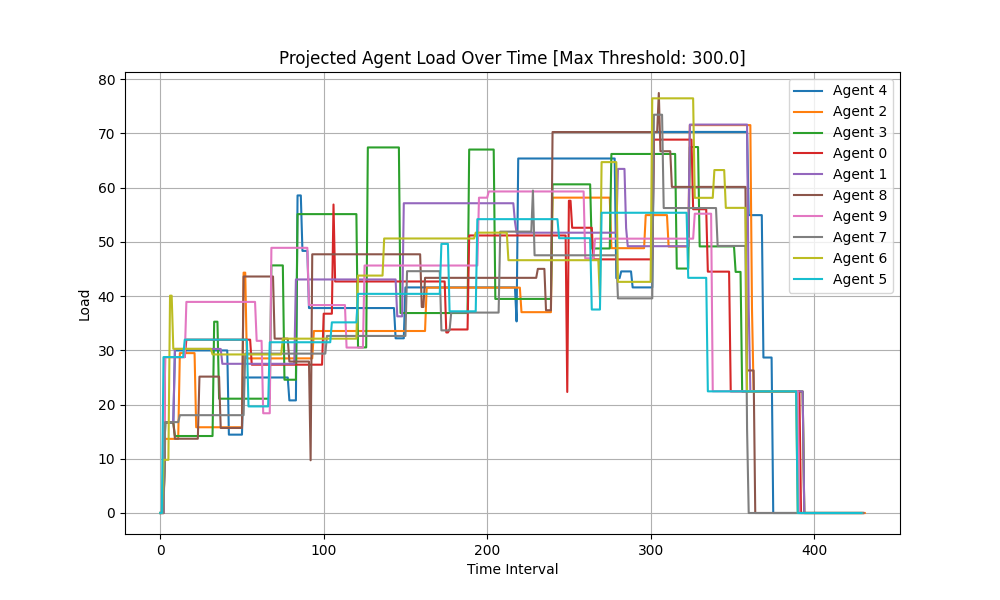 Projected Agent Load Over Time [Max Threshold: 300.0]
Load
80
70
60
50
40
30
20
10
0
0 100 200 300 400
Time Interval
Agent 4
Agent 2
Agent 3
Agent 0
Agent 1
Agent 8
Agent 9
Agent 7
Agent 6
Agent 5